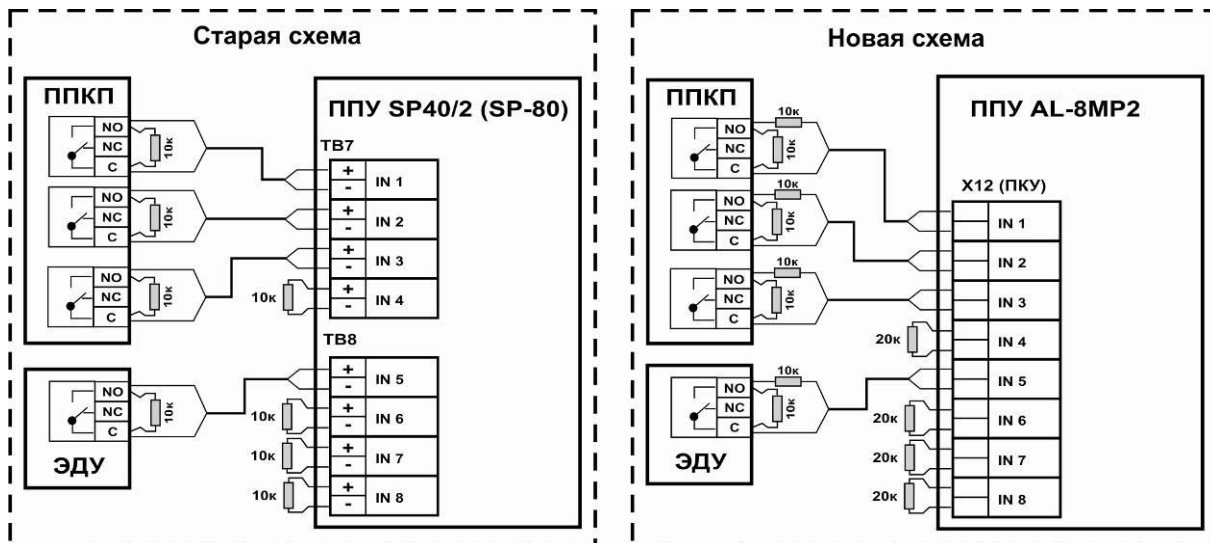 Старая схема
ППКП
NO
NC
C
10к
NO
NC
C
10к
NO
NC
C
10к
ЭДУ
NO
NC
C
10к
ППУ SP40/2 (SP-80)
TB7
+
-
IN 1
+
-
IN 2
+
-
IN 3
10к
+
-
IN 4
TB8
+
-
IN 5
10к
+
-
IN 6
10к
+
-
IN 7
10к
+
-
IN 8
Новая схема
ППКП
NO
NC
C
10к
10к
NO
NC
C
10к
10к
NO
NC
C
10к
10к
ЭДУ
NO
NC
C
10к
10к
ППУ AL-8MP2
X12 (ПКУ)
IN 1
IN 2
IN 3
20к
IN 4
IN 5
20к
IN 6
20к
IN 7
20к
IN 8